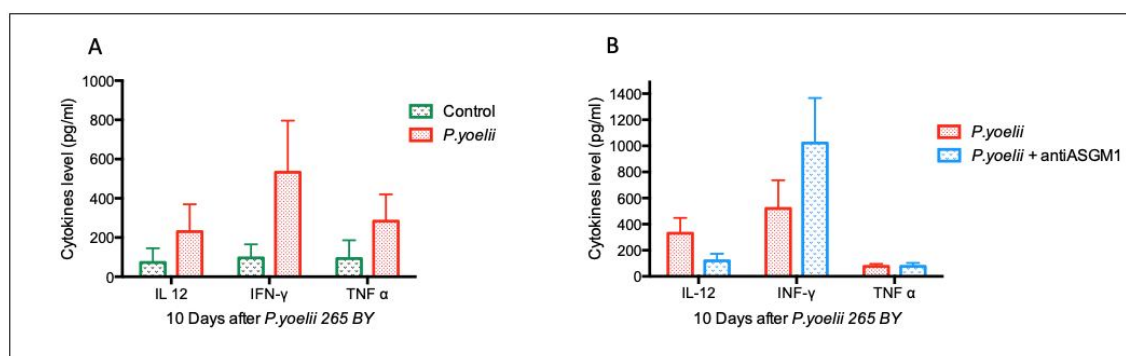 A
Cytokines level (pg/ml)
1000
800
600
400
200
0
IL 12 IFN-γ TNF α
10 Days after P.yoelii 265 BY
Control
P.yoelii
B
Cytokines level (pg/ml)
1400
1200
1000
800
600
400
200
0
IL-12 INF-γ TNF α
10 Days after P.yoelii 265 BY
P.yoelii
P.yoelii + antiASGM1